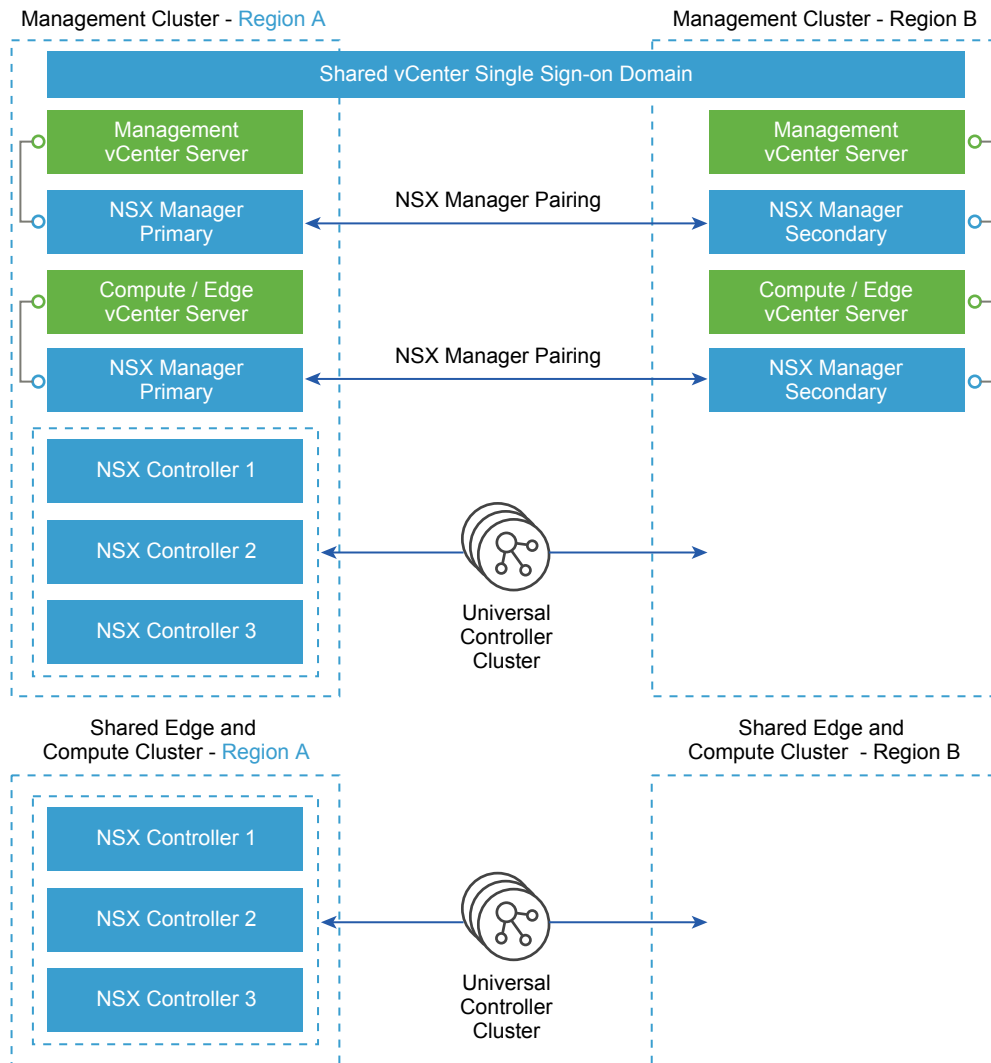 Management Cluster - Region A
Management Cluster - Region B
Shared vCenter Single Sign-on Domain
Management
vCenter Server
Management
vCenter Server
NSX Manager
Primary
NSX Manager Pairing
NSX Manager
Secondary
Compute / Edge
vCenter Server
Compute / Edge
vCenter Server
NSX Manager
Primary
NSX Manager Pairing
NSX Manager
Secondary
NSX Controller 1
NSX Controller 2
NSX Controller 3
Universal
Controller
Cluster
Shared Edge and
Compute Cluster - Region A
Shared Edge and
Compute Cluster - Region B
NSX Controller 1
NSX Controller 2
NSX Controller 3
Universal
Controller
Cluster